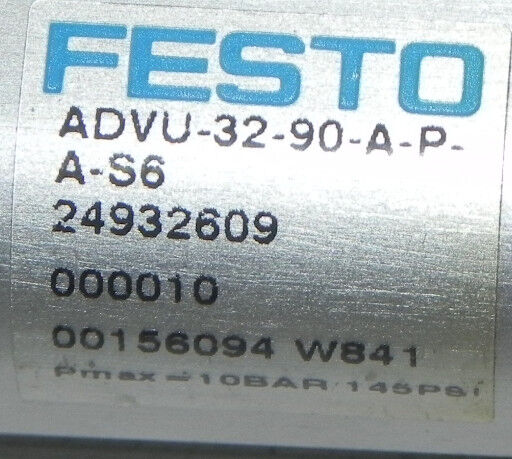 FESTO
ADVU-32-90-A-P-
A-S6
24932609
000010
00156094 W841
Pmax=10BAR/145PSi